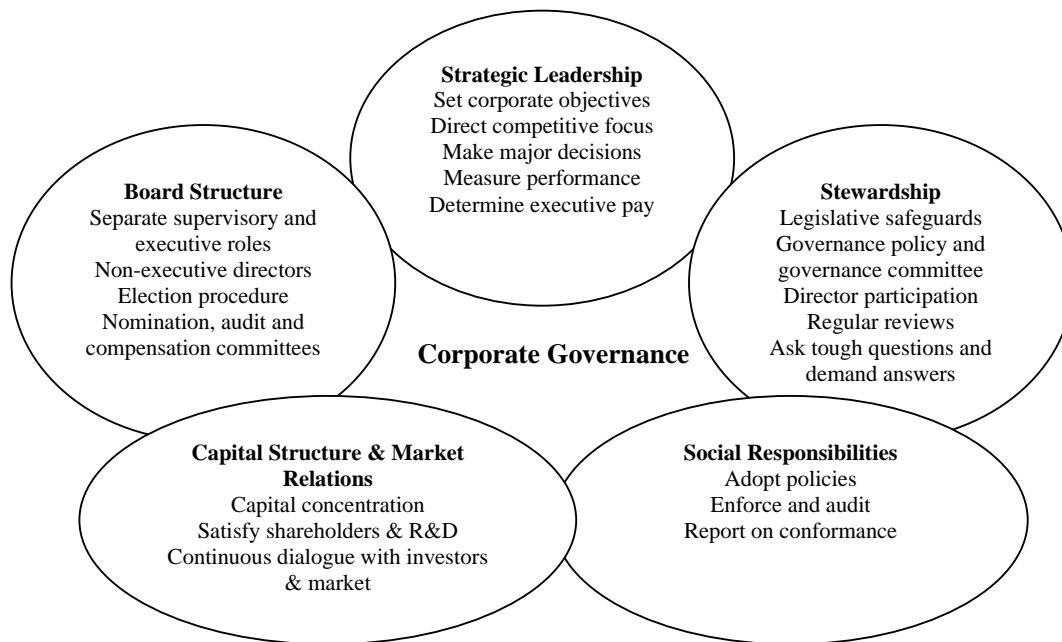 Strategic Leadership
Set corporate objectives
Direct competitive focus
Make major decisions
Measure performance
Determine executive pay
Board Structure
Separate supervisory and
executive roles
Non-executive directors
Election procedure
Nomination, audit and
compensation committees
Stewardship
Legislative safeguards
Governance policy and
governance committee
Director participation
Regular reviews
Ask tough questions and
demand answers
Corporate Governance
Capital Structure & Market
Relations
Capital concentration
Satisfy shareholders & R&D
Continuous dialogue with investors
& market
Social Responsibilities
Adopt policies
Enforce and audit
Report on conformance